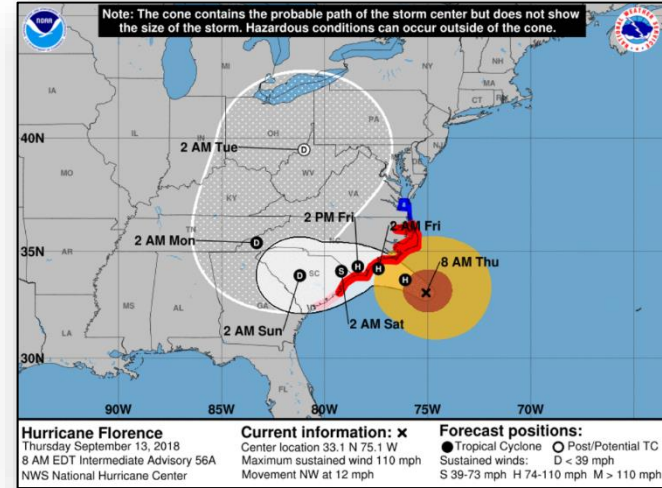 Note: The cone contains the probable path of the storm center but does not show
the size of the storm. Hazardous conditions can occur outside of the cone.
NOAA
NATIONAL WEATHER SERVICE
MI
NY
MA
CT
IA
40N
IL
IN
OH
PA
NJ
2 AM Tue
D
MO
WV
VA
KY
2 PM Fri
2 AM Fri
2 AM Mon
D
TN
NC
35N
AR
8 AM Thu
D
S
H
H
H
SC
MS
AL
GA
2 AM Sun
2 AM Sat
LA
30N
FL
90W
85W
80W
75W
70W
65W
Hurricane Florence
Thursday September 13, 2018
8 AM EDT Intermediate Advisory 56A
NWS National Hurricane Center
Current information: x
Center location 33.1 N 75.1 W
Maximum sustained wind 110 mph
Movement NW at 12 mph
Forecast positions:
Tropical Cyclone Post/Potential TC
Sustained winds: D < 39 mph
S 39-73 mph H 74-110 mph M > 110 mph